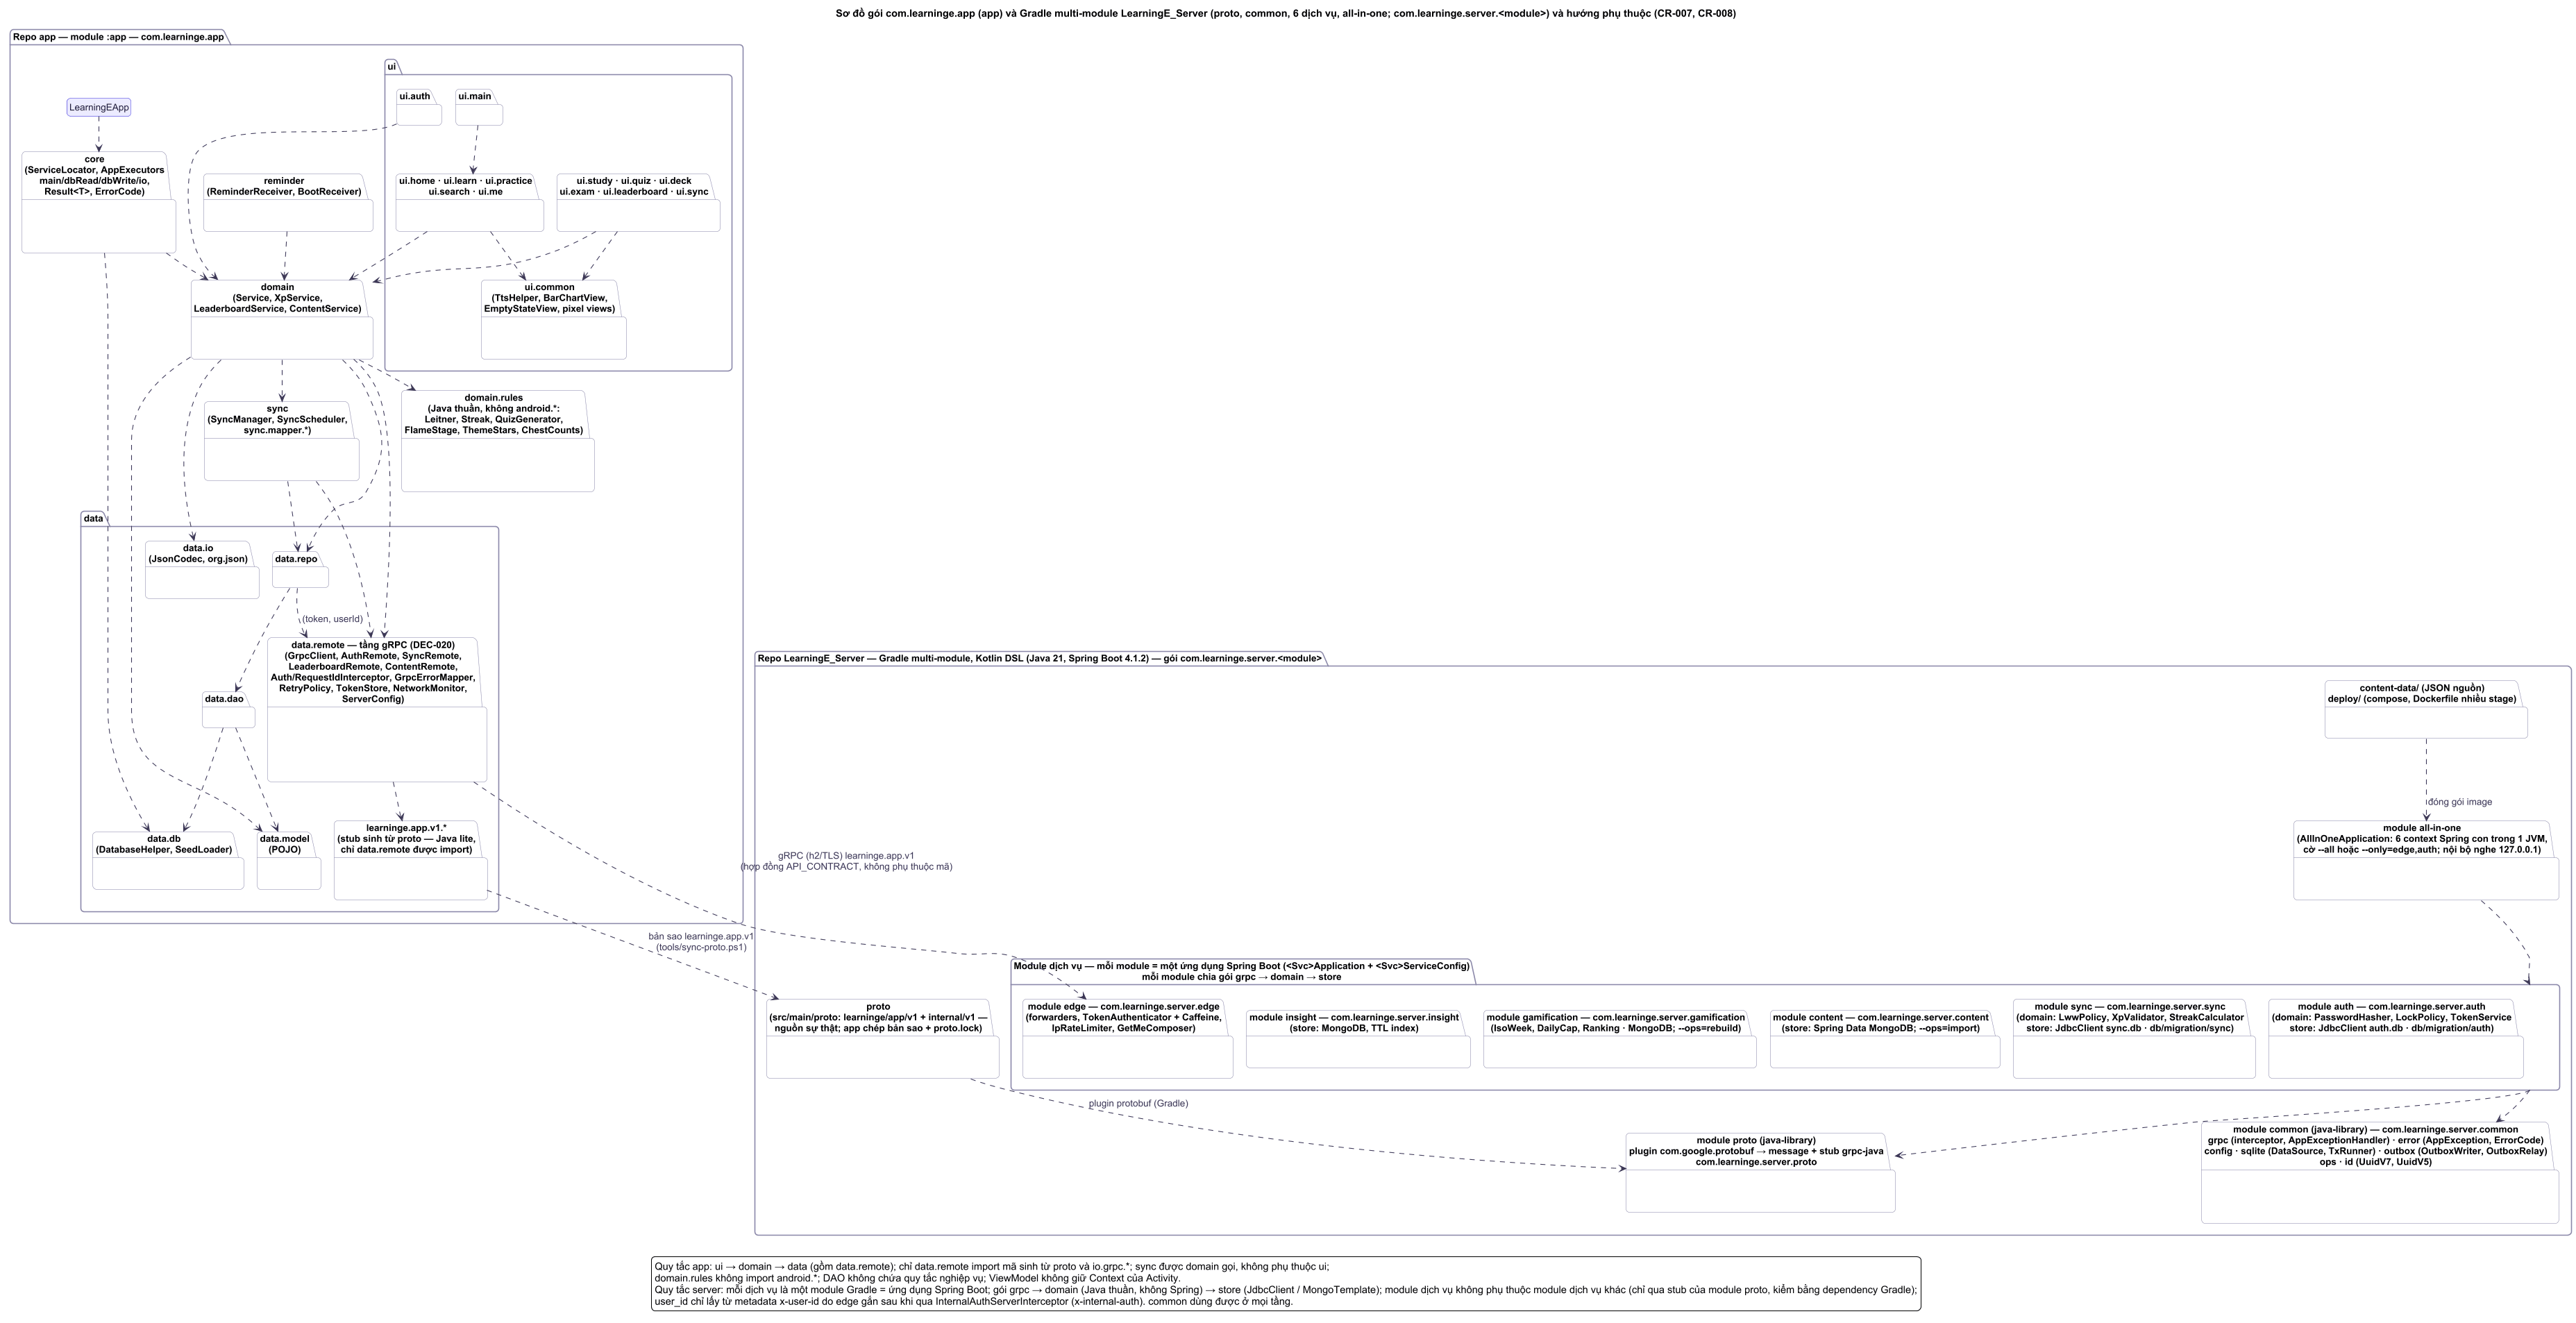 Sơ đồ gói com.learninge.app (app) và Gradle multi-module LearningE_Server (proto, common, 6 dịch vụ, all-in-one; com.learninge.server.<module>) và hướng phụ thuộc (CR-007, CR-008)
Repo app — module :app — com.learninge.app
ui
ui.auth
ui.main
LearningEApp
core
(ServiceLocator, AppExecutors
main/dbRead/dbWrite/io,
Result<T>, ErrorCode)
reminder
(ReminderReceiver, BootReceiver)
ui.home · ui.learn · ui.practice
ui.search · ui.me
ui.study · ui.quiz · ui.deck
ui.exam · ui.leaderboard · ui.sync
domain
(Service, XpService,
LeaderboardService, ContentService)
ui.common
(TtsHelper, BarChartView,
EmptyStateView, pixel views)
sync
(SyncManager, SyncScheduler,
sync.mapper.*)
domain.rules
(Java thuần, không android.*:
Leitner, Streak, QuizGenerator,
FlameStage, ThemeStars, ChestCounts)
data
data.io
(JsonCodec, org.json)
data.repo
(token, userId)
data.remote — tầng gRPC (DEC-020)
(GrpcClient, AuthRemote, SyncRemote,
LeaderboardRemote, ContentRemote,
Auth/RequestIdInterceptor, GrpcErrorMapper,
RetryPolicy, TokenStore, NetworkMonitor,
ServerConfig)
data.dao
data.db
(DatabaseHelper, SeedLoader)
data.model
(POJO)
learninge.app.v1.*
(stub sinh từ proto — Java lite,
chỉ data.remote được import)
Repo LearningE_Server — Gradle multi-module, Kotlin DSL (Java 21, Spring Boot 4.1.2) — gói com.learninge.server.<module>
content-data/ (JSON nguồn)
deploy/ (compose, Dockerfile nhiều stage)
đóng gói image
module all-in-one
(AllInOneApplication: 6 context Spring con trong 1 JVM,
cờ --all hoặc --only=edge,auth; nội bộ nghe 127.0.0.1)
gRPC (h2/TLS) learninge.app.v1
(hợp đồng API_CONTRACT, không phụ thuộc mã)
bản sao learninge.app.v1
(tools/sync-proto.ps1)
Module dịch vụ — mỗi module = một ứng dụng Spring Boot (<Svc>Application + <Svc>ServiceConfig)
mỗi module chia gói grpc → domain → store
proto
(src/main/proto: learninge/app/v1 + internal/v1 —
nguồn sự thật; app chép bản sao + proto.lock)
module edge — com.learninge.server.edge
(forwarders, TokenAuthenticator + Caffeine,
IpRateLimiter, GetMeComposer)
module insight — com.learninge.server.insight
(store: MongoDB, TTL index)
module gamification — com.learninge.server.gamification
(IsoWeek, DailyCap, Ranking · MongoDB; --ops=rebuild)
module content — com.learninge.server.content
(store: Spring Data MongoDB; --ops=import)
module sync — com.learninge.server.sync
(domain: LwwPolicy, XpValidator, StreakCalculator
store: JdbcClient sync.db · db/migration/sync)
module auth — com.learninge.server.auth
(domain: PasswordHasher, LockPolicy, TokenService
store: JdbcClient auth.db · db/migration/auth)
plugin protobuf (Gradle)
module proto (java-library)
plugin com.google.protobuf → message + stub grpc-java
com.learninge.server.proto
module common (java-library) — com.learninge.server.common
grpc (interceptor, AppExceptionHandler) · error (AppException, ErrorCode)
config · sqlite (DataSource, TxRunner) · outbox (OutboxWriter, OutboxRelay)
ops · id (UuidV7, UuidV5)
Quy tắc app: ui → domain → data (gồm data.remote); chỉ data.remote import mã sinh từ proto và io.grpc.*; sync được domain gọi, không phụ thuộc ui;
domain.rules không import android.*; DAO không chứa quy tắc nghiệp vụ; ViewModel không giữ Context của Activity.
Quy tắc server: mỗi dịch vụ là một module Gradle = ứng dụng Spring Boot; gói grpc → domain (Java thuần, không Spring) → store (JdbcClient / MongoTemplate); module dịch vụ không phụ thuộc module dịch vụ khác (chỉ qua stub của module proto, kiểm bằng dependency Gradle);
user_id chỉ lấy từ metadata x-user-id do edge gắn sau khi qua InternalAuthServerInterceptor (x-internal-auth). common dùng được ở mọi tầng.